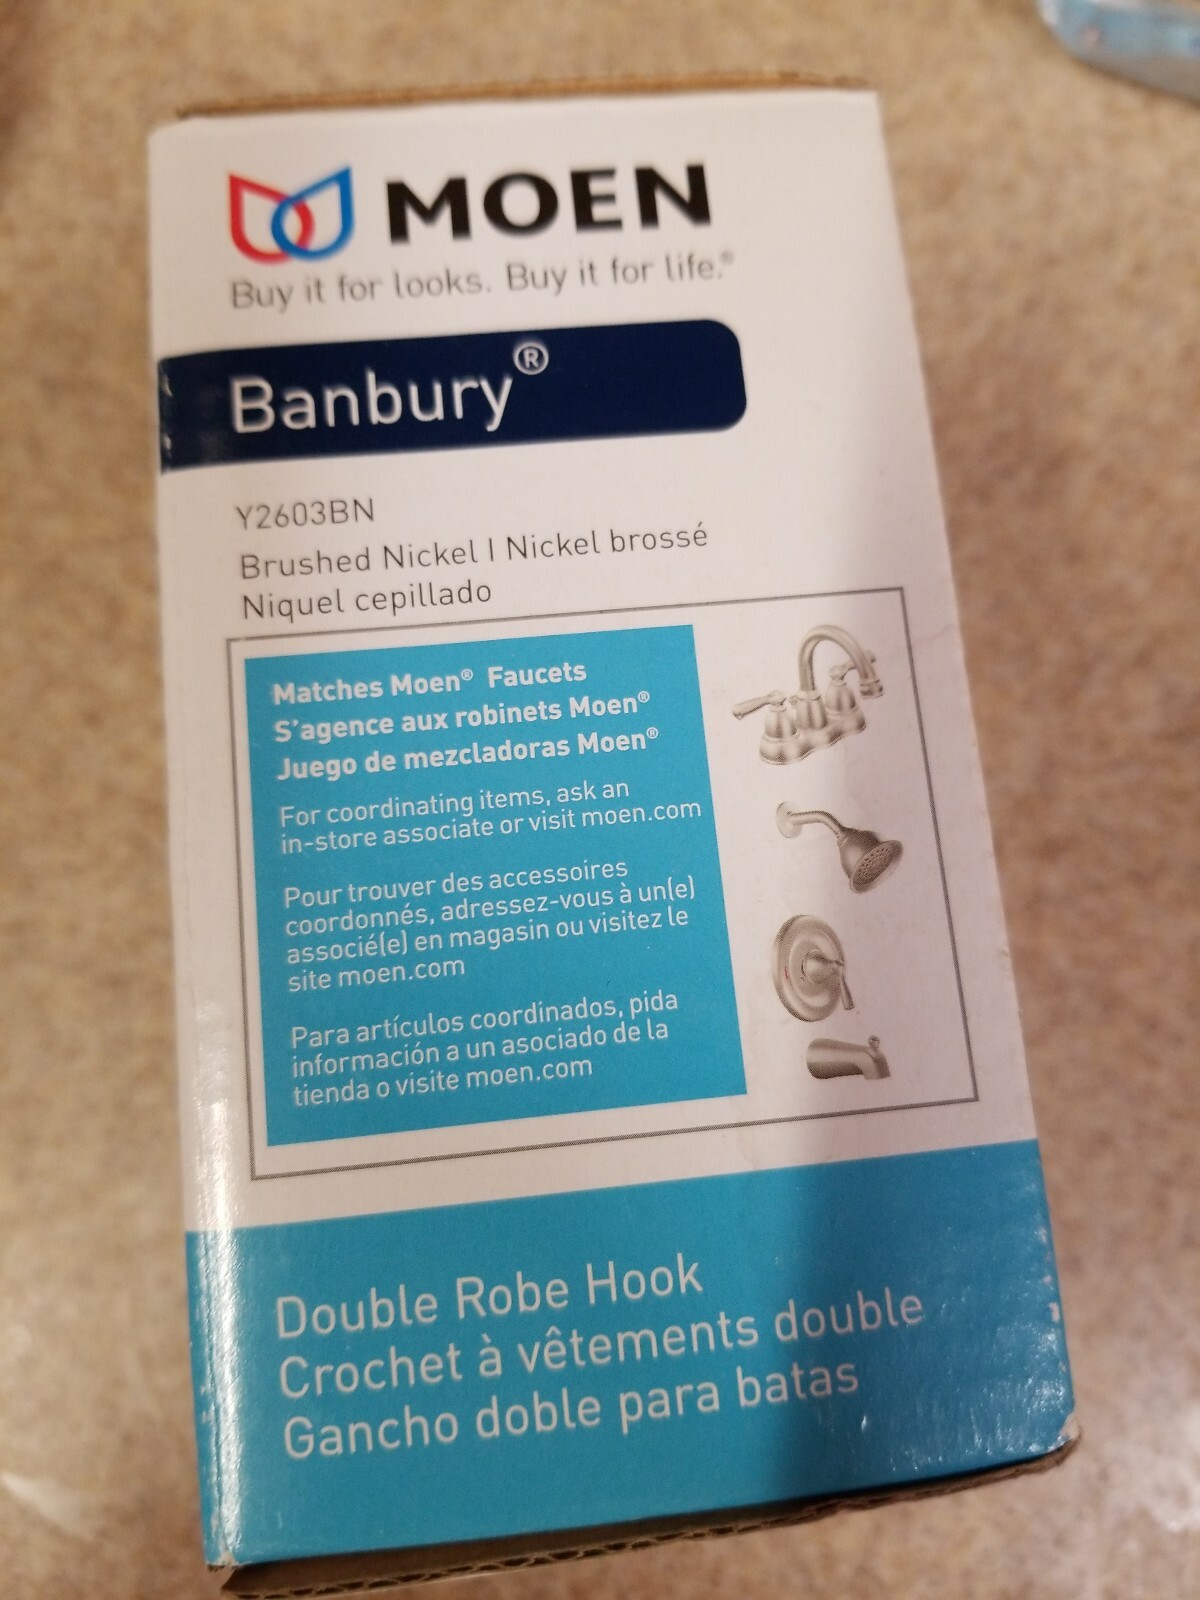 MOEN
Buy it for looks. Buy it for life.®
Banbury®
Y2603BN
Brushed Nickel | Nickel brossé
Niquel cepillado
Matches Moen® Faucets
S'agence aux robinets Moen®
Juego de mezcladoras Moen®
For coordinating items, ask an
in-store associate or visit moen.com
Pour trouver des accessoires
coordonnés, adressez-vous à un(e)
associé(e) en magasin ou visitez le
site moen.com
Para artículos coordinados, pida
información a un asociado de la
tienda o visite moen.com
Double Robe Hook
Crochet à vêtements double
Gancho doble para batas